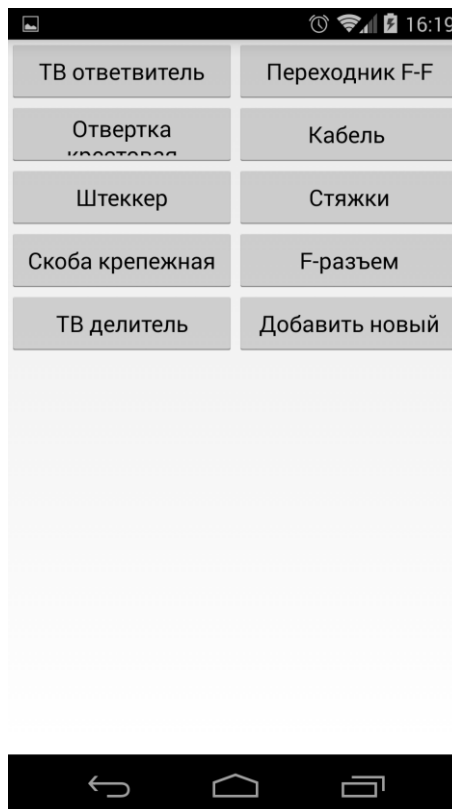 16:19
ТВ ответвитель
Переходник F-F
Отвертка
Кабель
Штеккер
Стяжки
Скоба крепежная
F-разъем
ТВ делитель
Добавить новый